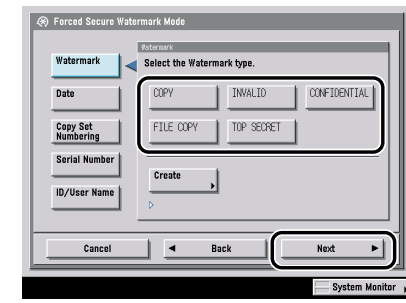 Forced Secure Watermark Mode
Watermark
Date
Copy Set
Numbering
Serial Number
ID/User Name
Watermark
Select the Watermark type.
COPY INVALID CONFIDENTIAL
FILE COPY TOP SECRET
Create
Cancel Back Next
System Monitor